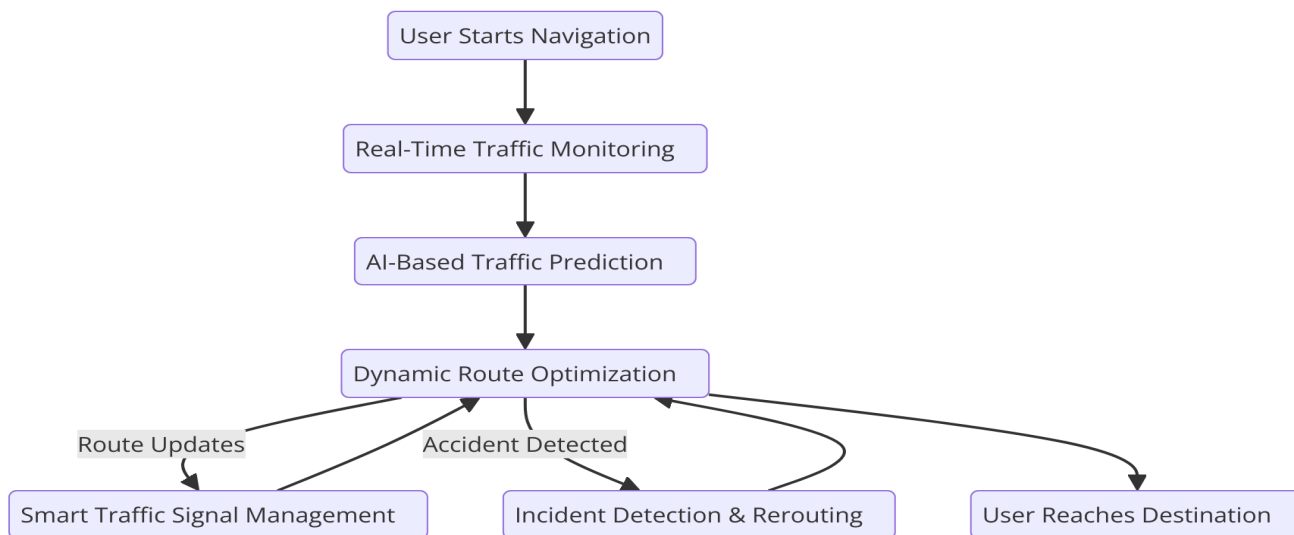 User Starts Navigation
Real-Time Traffic Monitoring
AI-Based Traffic Prediction
Dynamic Route Optimization
Route Updates
Accident Detected
Smart Traffic Signal Management
Incident Detection & Rerouting
User Reaches Destination